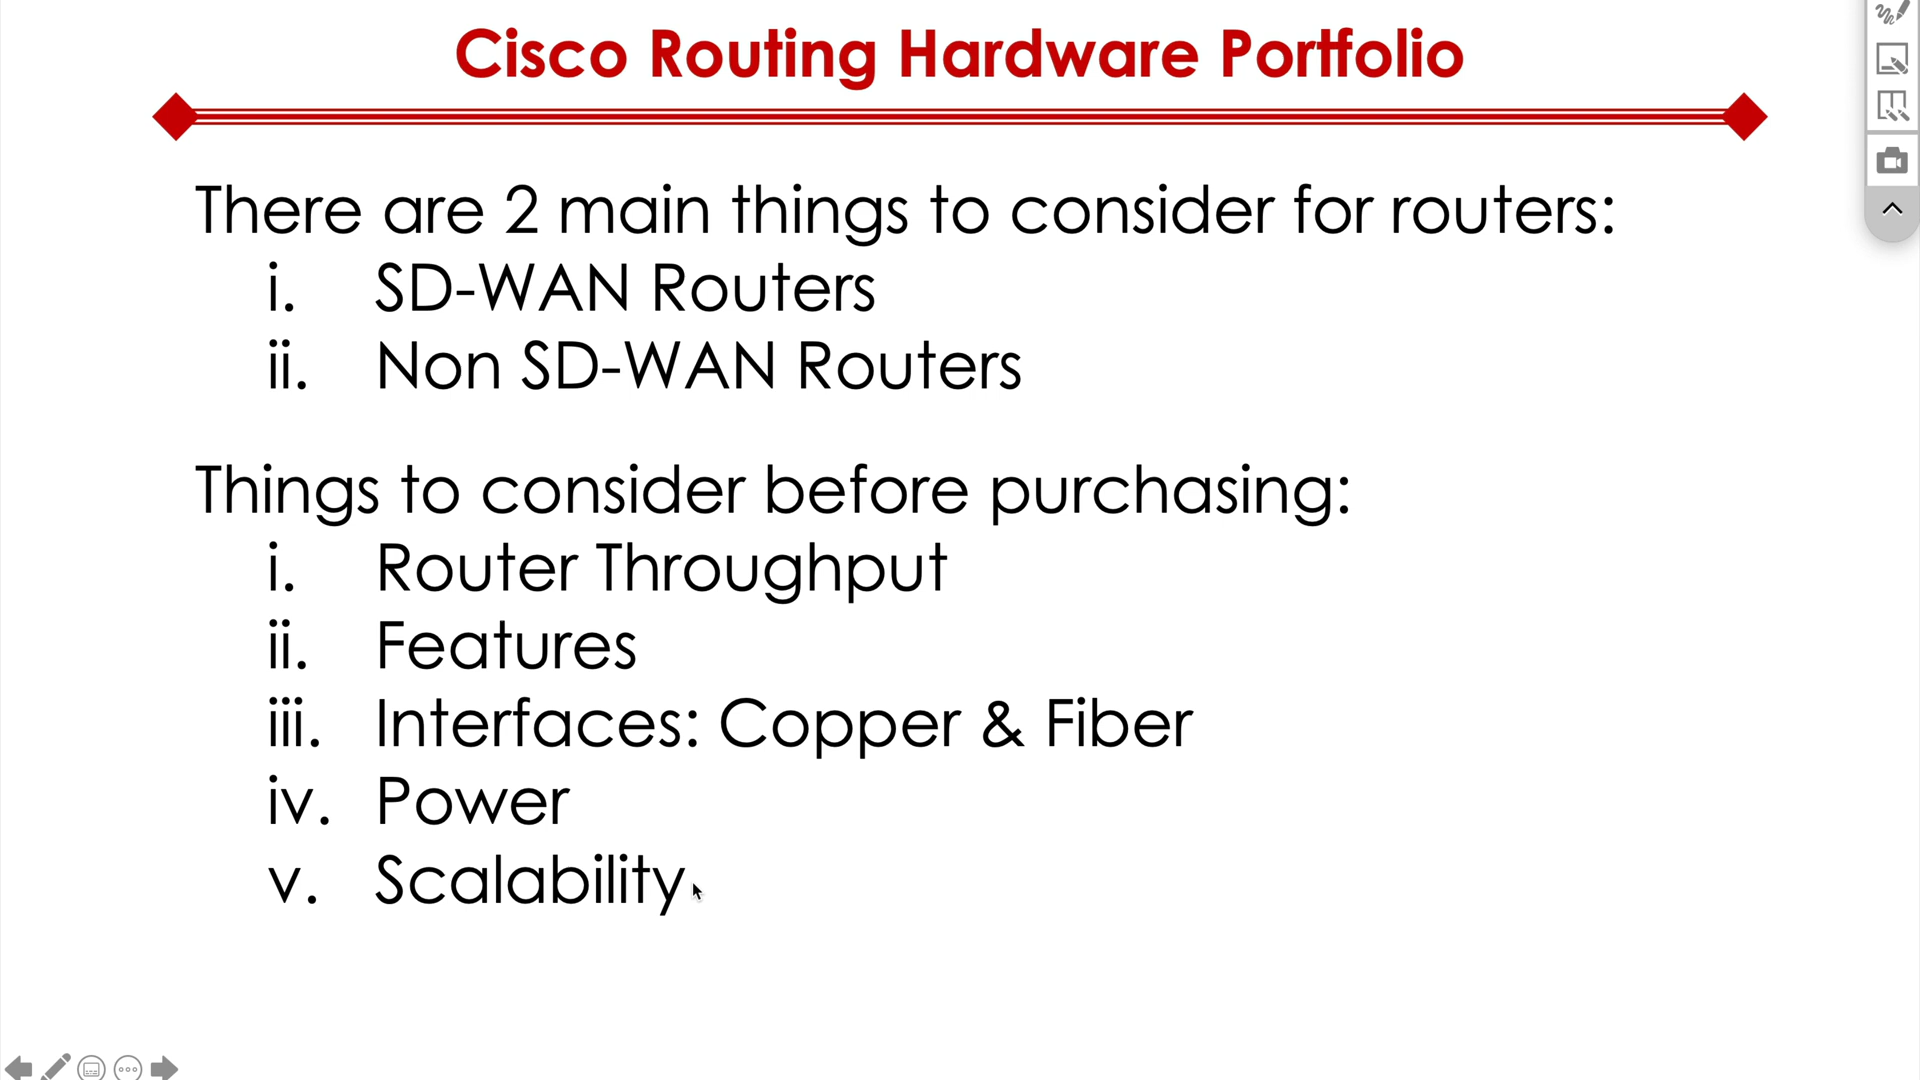 Cisco Routing Hardware Portfolio
There are 2 main things to consider for routers:
i. SD-WAN Routers
ii. Non SD-WAN Routers
Things to consider before purchasing:
i. Router Throughput
ii. Features
iii. Interfaces: Copper & Fiber
iv. Power
v. Scalability